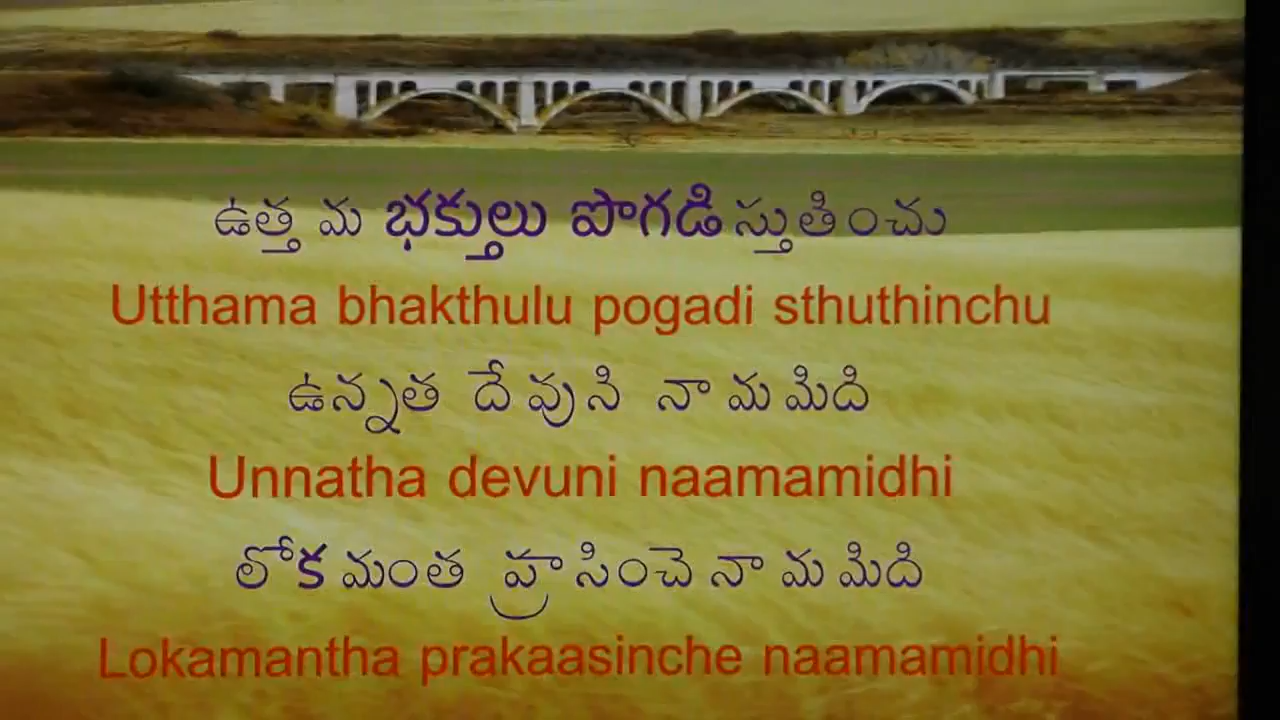 ఉత్తమ భక్తులు పొగడి స్తుతించు
Utthama bhakthulu pogadi sthuthinchu
ఉన్నత దేవుని నామమిది
Unnatha devuni naamamidhi
లోకమంత నామమిది
Lokamantha prakaasinche naamamidhi